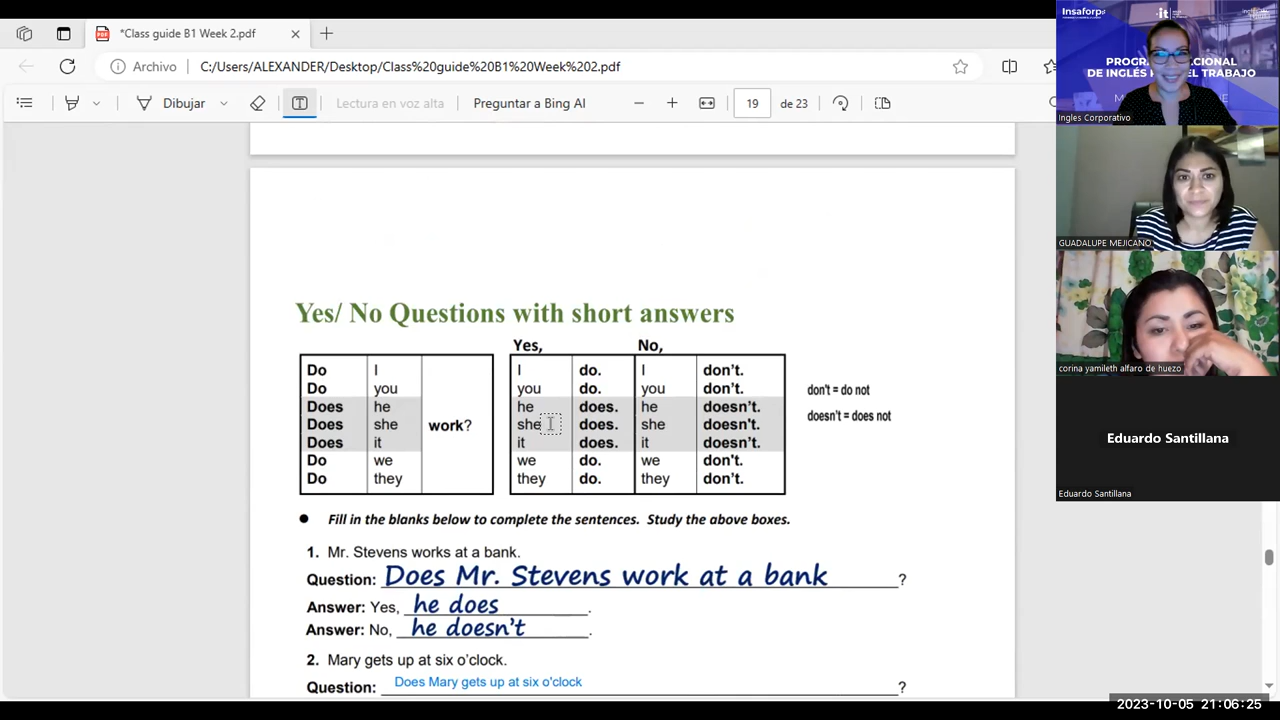 *Class guide B1 Week 2.pdf
Archivo C:/Users/ALEXANDER/Desktop/Class%20guide%20B1%20Week%202.pdf
Dibujar Lectura en voz alta Preguntar a Bing AI 19 de 23
Yes/ No Questions with short answers
Yes, No,
Do I I do. I don't.
Do you you do. you don't.
Does he he does. he doesn't.
Does she work? she does. she doesn't.
Does it it does. it doesn't.
Do we we do. we don't.
Do they they do. they don't.
don't = do not
doesn't = does not
Fill in the blanks below to complete the sentences. Study the above boxes.
1. Mr. Stevens works at a bank.
Question: Does Mr. Stevens work at a bank ?
Answer: Yes, he does .
Answer: No, he doesn't .
2. Mary gets up at six o'clock.
Question: Does Mary gets up at six o'clock ?
Insaforp
Ingles Corporativo
GUADALUPE MEJICANO
corina yamileth alfaro de huezo
Eduardo Santillana
Eduardo Santillana
2023-10-05 21:06:25